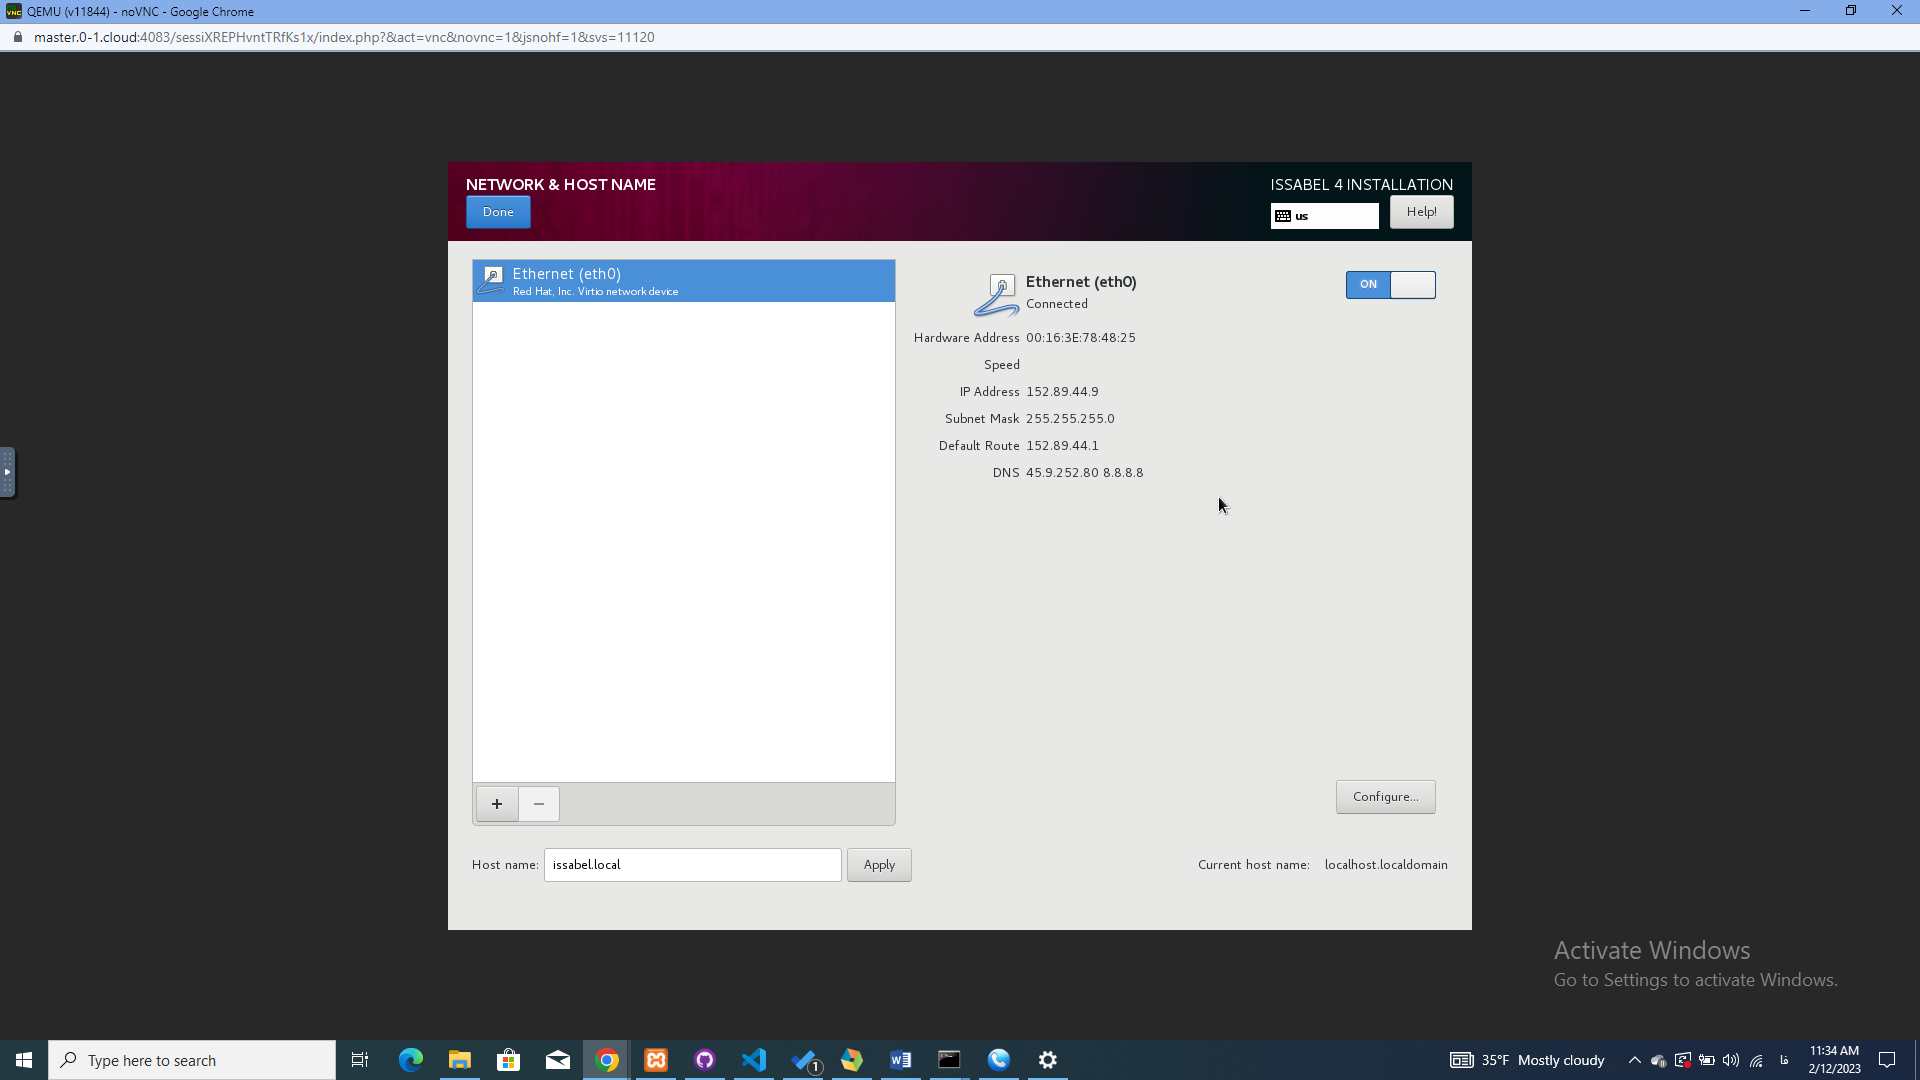 QEMU (v11844) - noVNC - Google Chrome
master.0-1.cloud:4083/sessiXREPHvntTRfKs1x/index.php?&act=vnc&novnc=1&jsnohf=1&svs=11120
NETWORK & HOST NAME
ISSABEL 4 INSTALLATION
Done
us
Help!
Ethernet (eth0)
Red Hat, Inc. Virtio network device
Ethernet (eth0)
Connected
ON
Hardware Address 00:16:3E:78:48:25
Speed
IP Address 152.89.44.9
Subnet Mask 255.255.255.0
Default Route 152.89.44.1
DNS 45.9.252.80 8.8.8.8
+ −
Configure...
Host name: issabel.local Apply
Current host name: localhost.localdomain
Activate Windows
Go to Settings to activate Windows.
Type here to search
1
35°F Mostly cloudy
فا
11:34 AM
2/12/2023